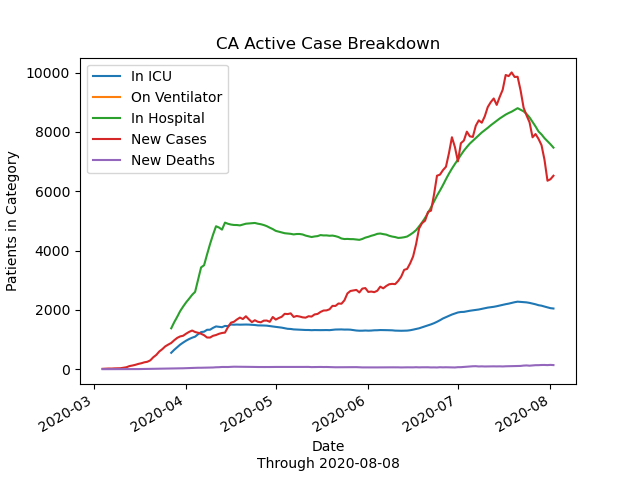 CA Active Case Breakdown
In ICU
On Ventilator
In Hospital
New Cases
New Deaths
10000
8000
6000
4000
2000
0
Patients in Category
2020-03
2020-04
2020-05
2020-06
2020-07
2020-08
Date
Through 2020-08-08